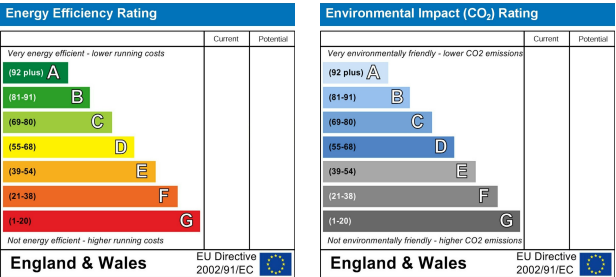 Energy Efficiency Rating
Current Potential
Very energy efficient - lower running costs
(92 plus) A
(81-91) B
(69-80) C
(55-68) D
(39-54) E
(21-38) F
(1-20) G
Not energy efficient - higher running costs
England & Wales
EU Directive
2002/91/EC
Environmental Impact (CO₂) Rating
Current Potential
Very environmentally friendly - lower CO2 emissions
(92 plus) A
(81-91) B
(69-80) C
(55-68) D
(39-54) E
(21-38) F
(1-20) G
Not environmentally friendly - higher CO2 emissions
England & Wales
EU Directive
2002/91/EC